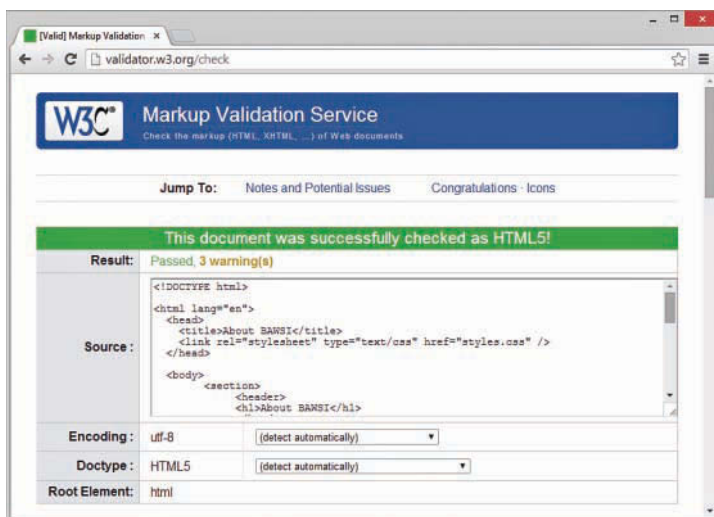 [Valid] Markup Validation
validator.w3.org/check
W3C®
Markup Validation Service
Check the markup (HTML, XHTML, ...) of Web documents
Jump To: Notes and Potential Issues Congratulations · Icons
This document was successfully checked as HTML5!
Result: Passed, 3 warning(s)
Source :
<!DOCTYPE html>
<html lang="en">
<head>
<title>About BAWSI</title>
<link rel="stylesheet" type="text/css" href="styles.css" />
</head>
<body>
<section>
<header>
<h1>About BAWSI</h1>
Encoding : utf-8 (detect automatically)
Doctype : HTML5 (detect automatically)
Root Element: html